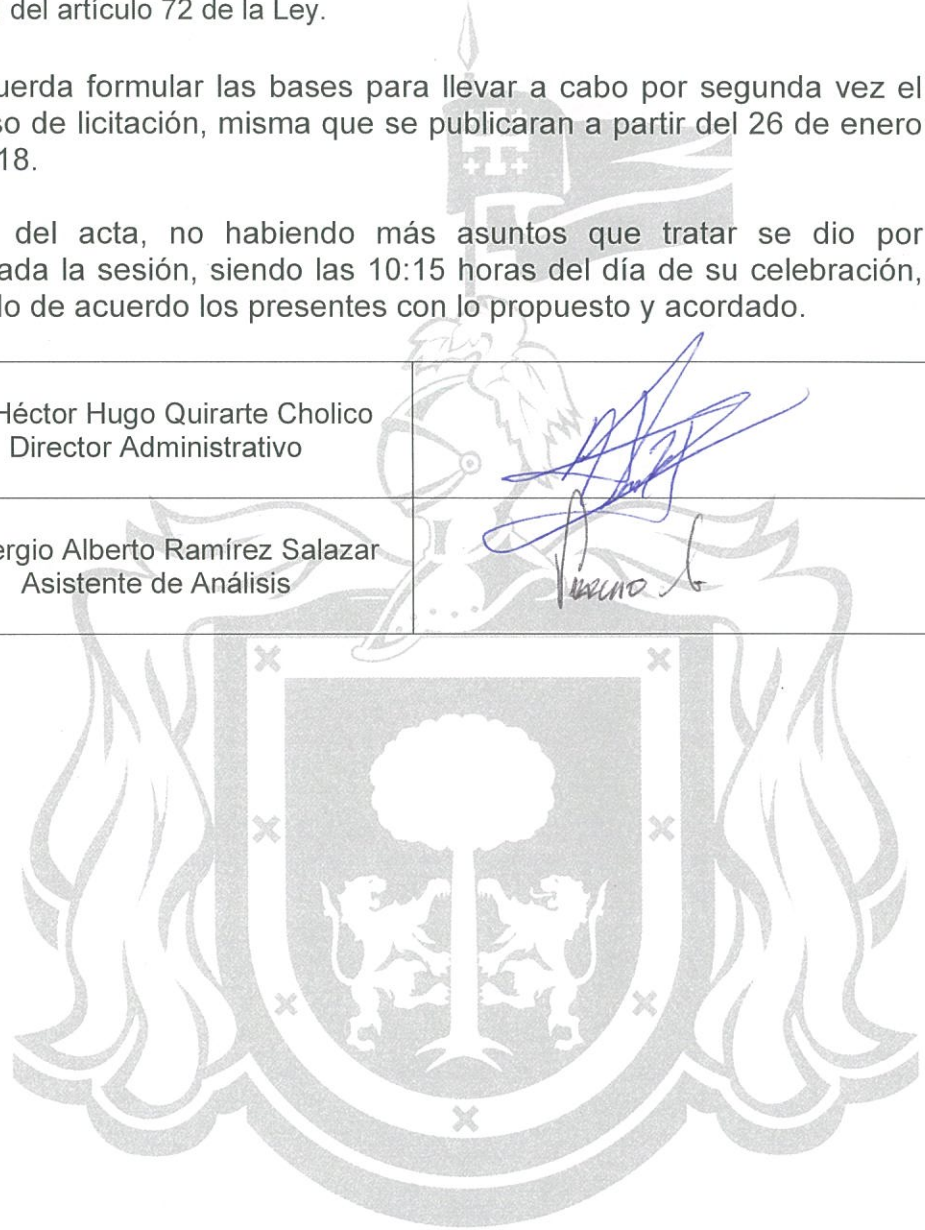 del artículo 72 de la Ley.
uerda formular las bases para llevar a cabo por segunda vez el
so de licitación, misma que se publicaran a partir del 26 de enero
18.
del acta, no habiendo más asuntos que tratar se dio por
ada la sesión, siendo las 10:15 horas del día de su celebración,
lo de acuerdo los presentes con lo propuesto y acordado.
Héctor Hugo Quirarte Cholico
Director Administrativo
ergio Alberto Ramírez Salazar
Asistente de Análisis